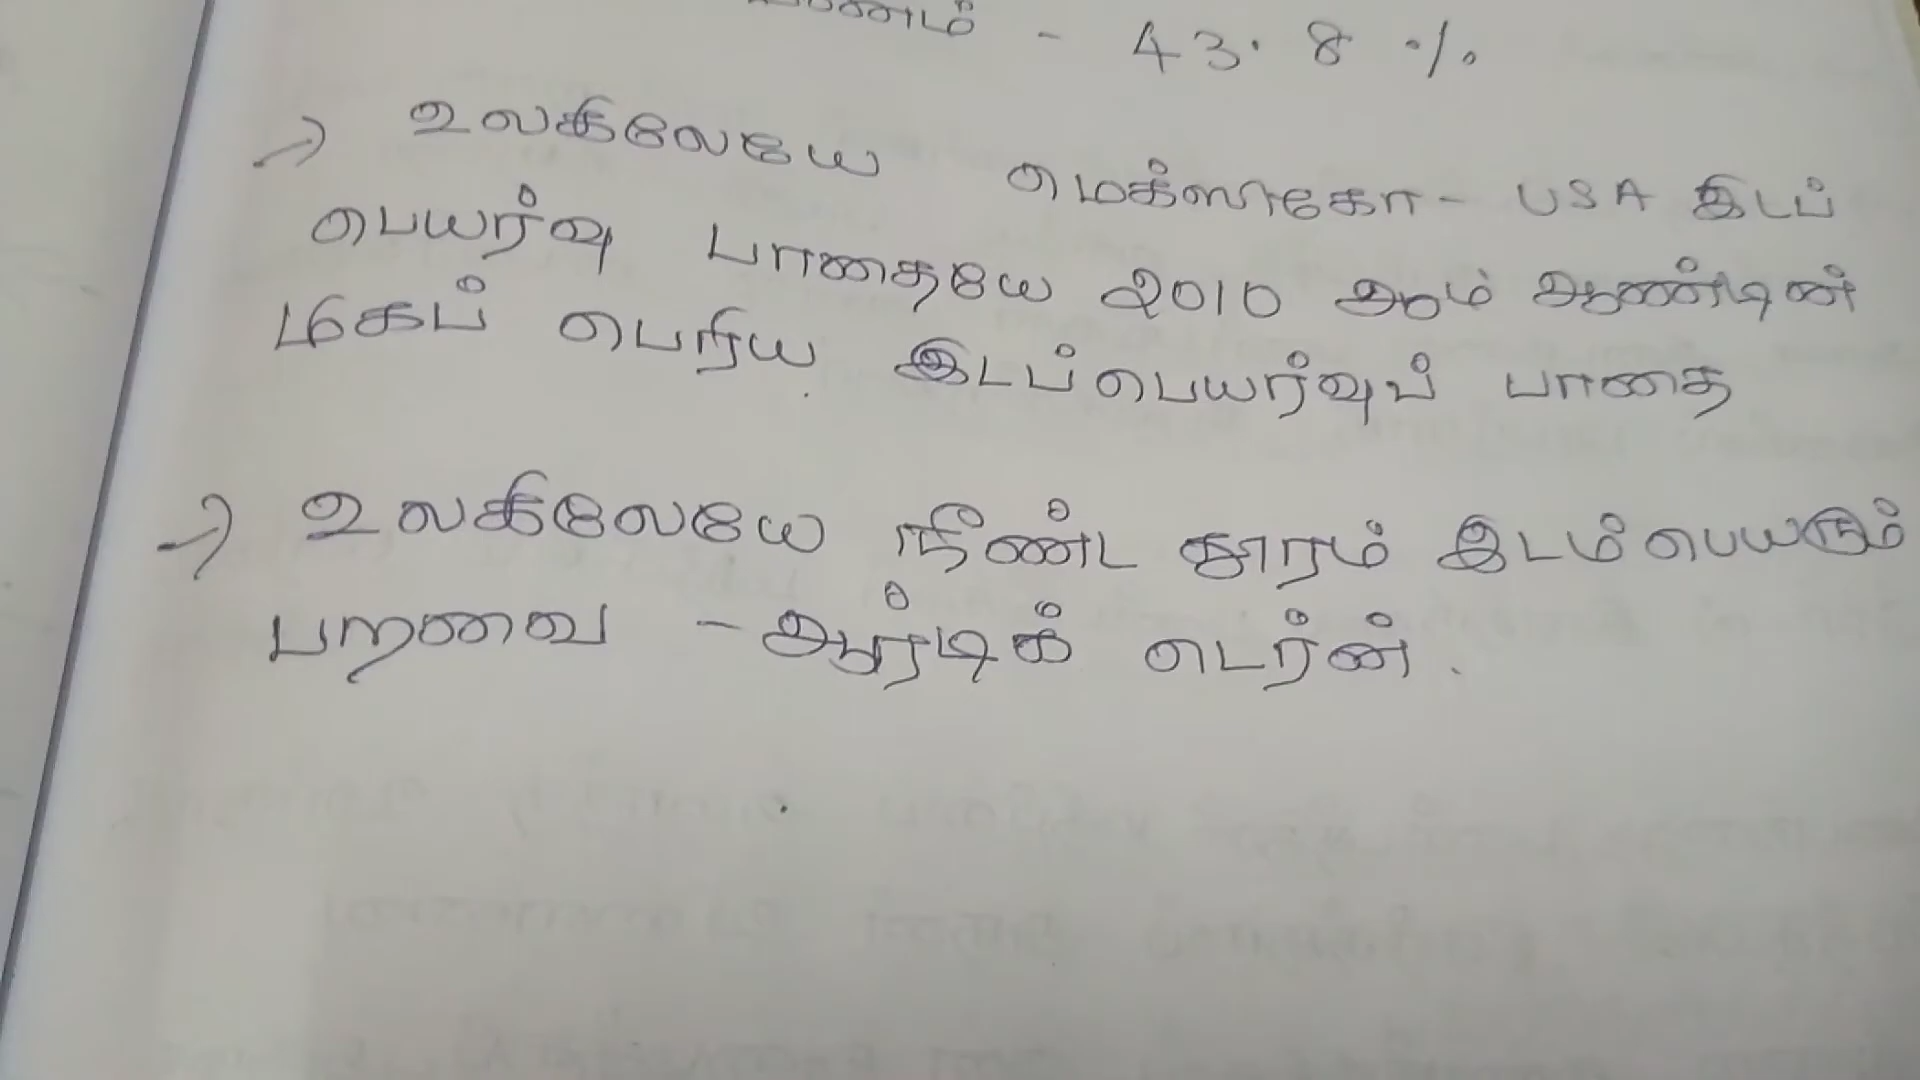 - 43.8 %
→ உலகிலேயே மெக்ஸிகோ - USA இடப்
பெயர்வு பாதையே 2010 ஆம் ஆண்டின்
மிகப் பெரிய இடப்பெயர்வுப் பாதை
→ உலகிலேயே நீண்ட தூரம் இடம்பெயரும்
பறவை - ஆர்டிக் டெர்ன்.